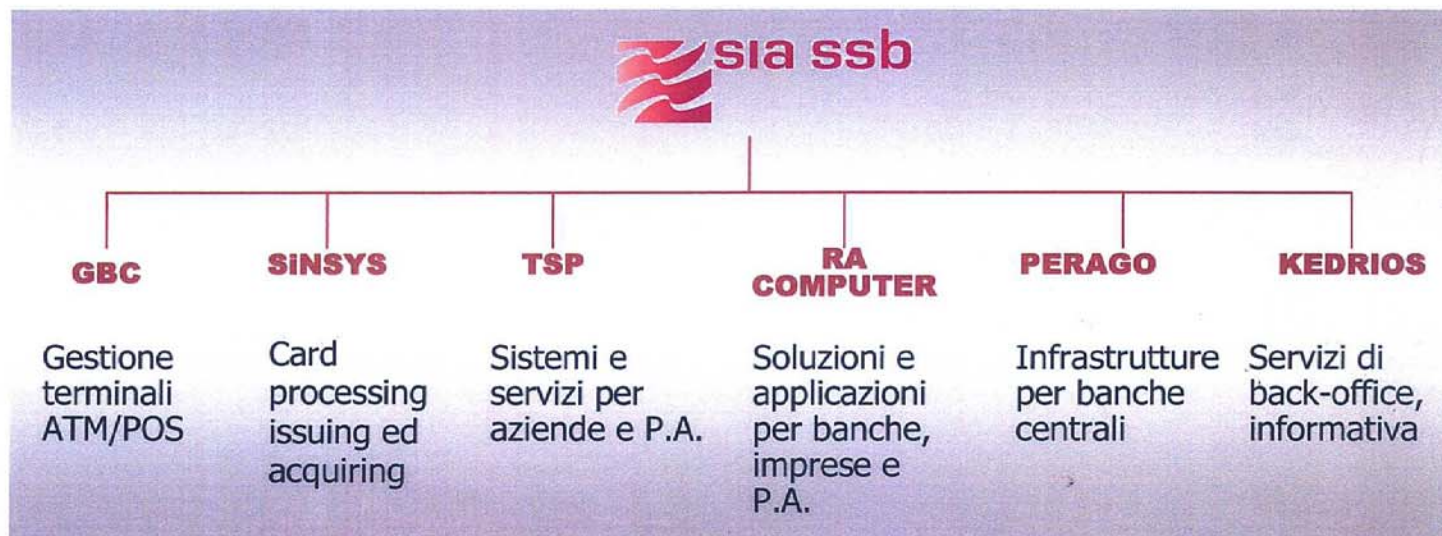 sia ssb
GBC
SiNSYS
TSP
RA
COMPUTER
PERAGO
KEDRIOS
Gestione
terminali
ATM/POS
Card
processing
issuing ed
acquiring
Sistemi e
servizi per
aziende e P.A.
Soluzioni e
applicazioni
per banche,
imprese e
P.A.
Infrastrutture
per banche
centrali
Servizi di
back-office,
informativa